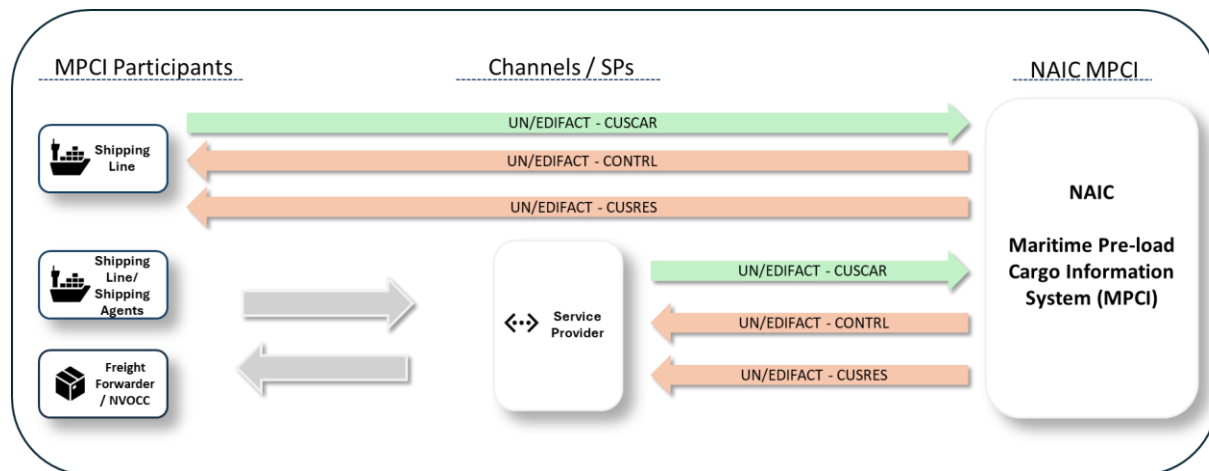 MPCI Participants
Channels / SPs
NAIC MPCI
Shipping
Line
UN/EDIFACT - CUSCAR
UN/EDIFACT - CONTRL
UN/EDIFACT - CUSRES
Shipping
Line/
Shipping
Agents
Freight
Forwarder
/ NVOCC
Service
Provider
UN/EDIFACT - CUSCAR
UN/EDIFACT - CONTRL
UN/EDIFACT - CUSRES
NAIC
Maritime Pre-load
Cargo Information
System (MPCI)